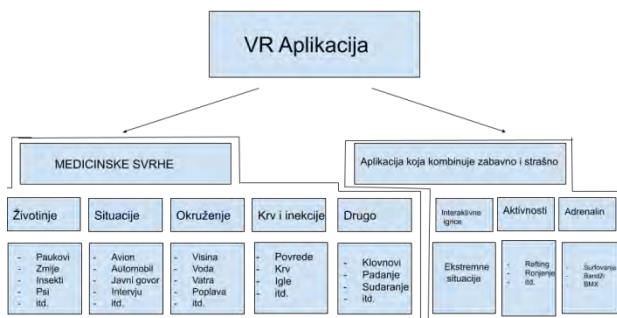 VR Aplikacija
MEDICINSKE SVRHE
Aplikacija koja kombinuje zabavno i strašno
Životinje
Situacije
Okruženje
Krv i inekcije
Drugo
Interaktivne
igrice
Aktivnosti
Adrenalin
- Paukovi
- Zmije
- Insekti
- Psi
- itd.
- Avion
- Automobil
- Javni govor
- Intervju
- itd.
- Visina
- Voda
- Vatra
- Poplava
- itd.
- Povrede
- Krv
- Igle
- itd.
- Klovnovi
- Padanje
- Sudaranje
- itd.
Ekstremne
situacije
- Rafting
- Ronjenje
- itd.
- Surfovanje
- Bandži
- BMX